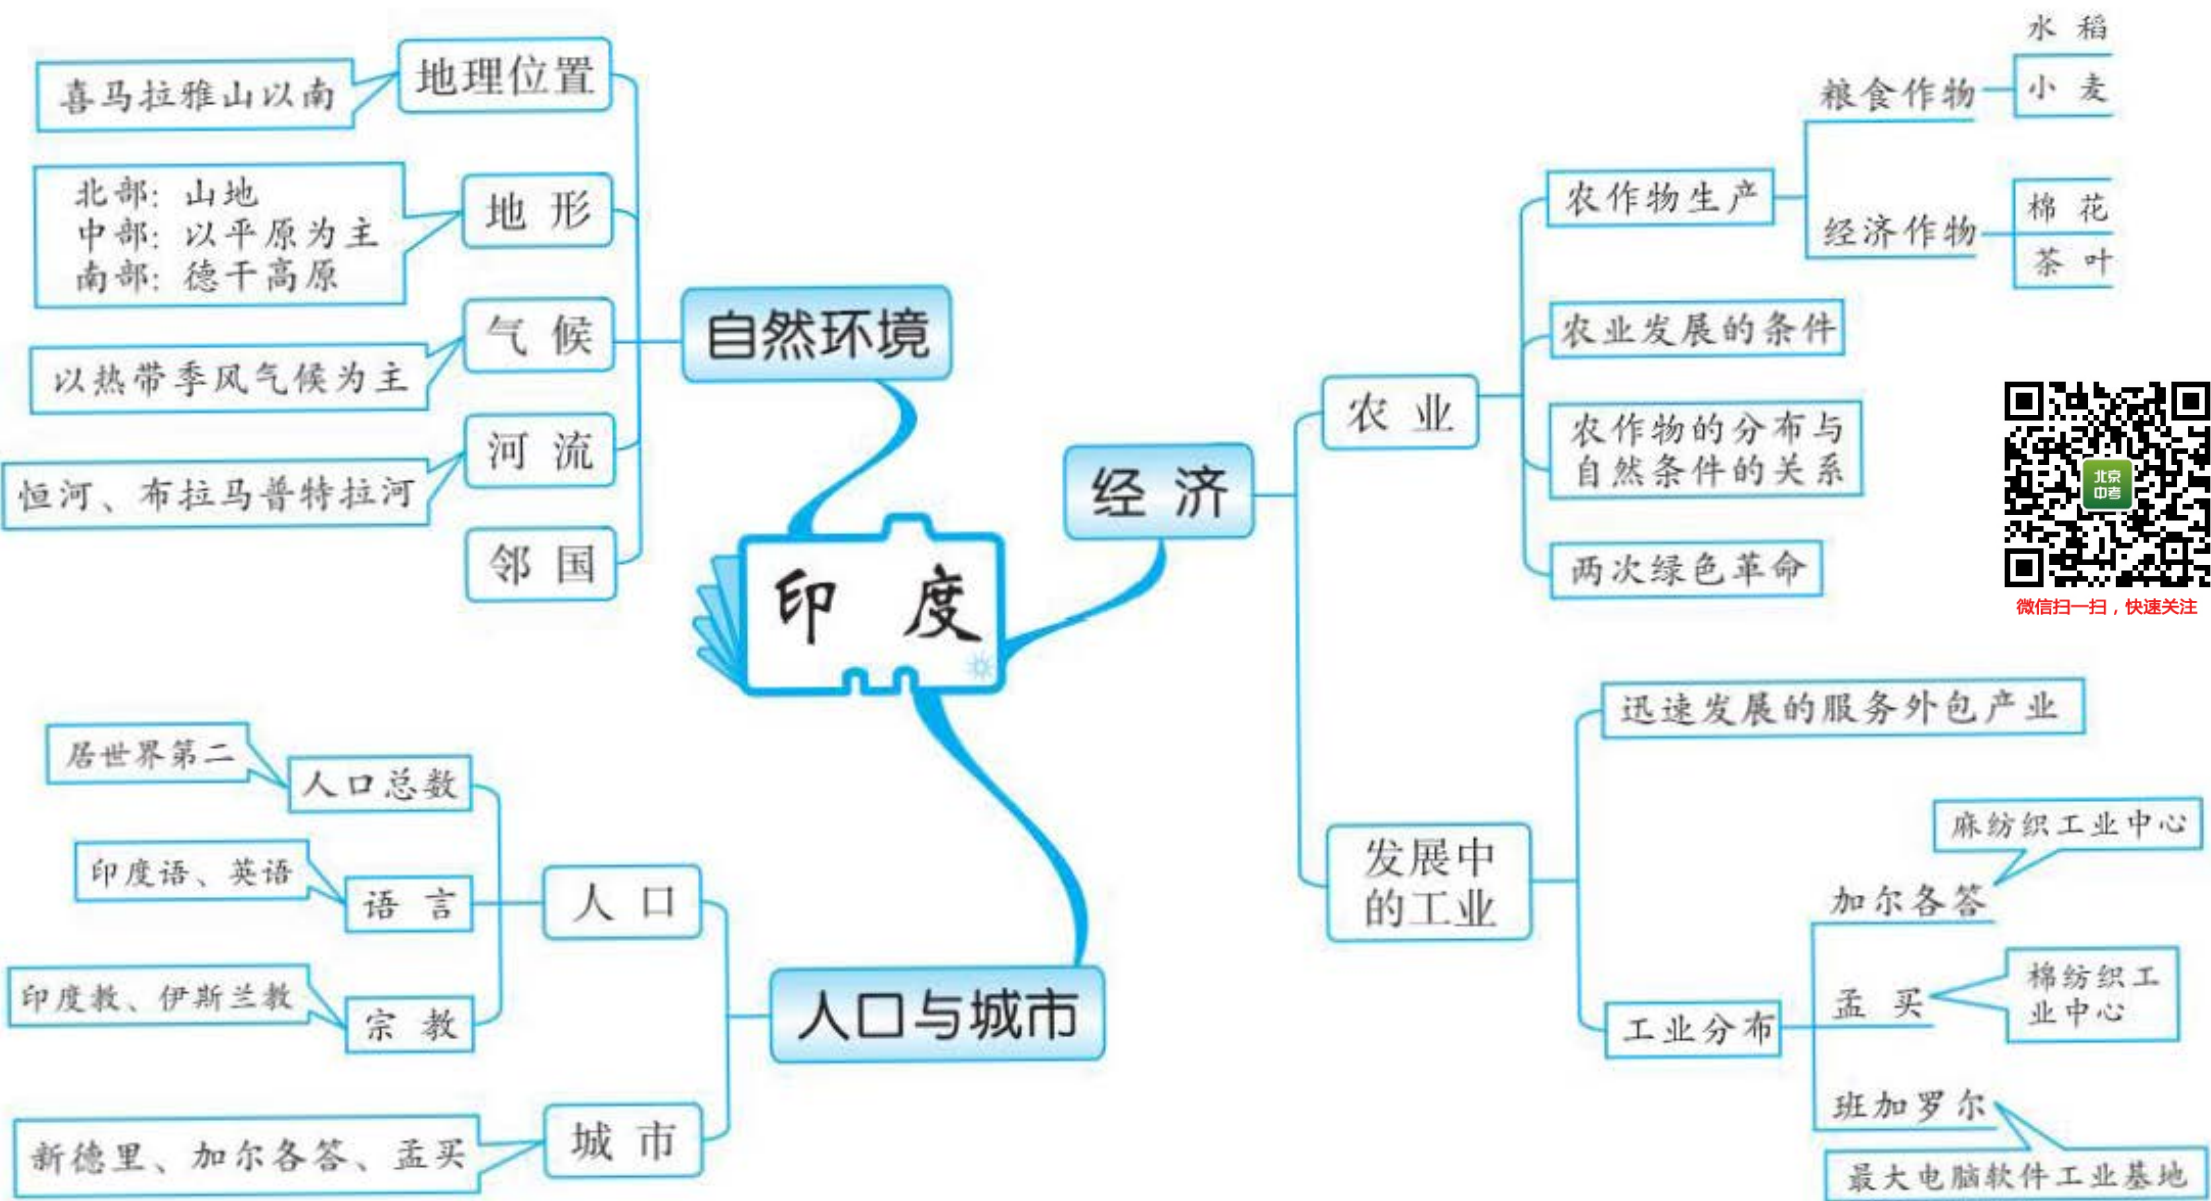 地理位置
喜马拉雅山以南
地形
北部：山地
中部：以平原为主
南部：德干高原
气候
以热带季风气候为主
河流
恒河、布拉马普特拉河
邻国
自然环境
印度
经济
农业
农作物生产
粮食作物
水稻
小麦
经济作物
棉花
茶叶
农业发展的条件
农作物的分布与
自然条件的关系
两次绿色革命
北京
中考
微信扫一扫，快速关注
发展中
的工业
迅速发展的服务外包产业
工业分布
加尔各答
麻纺织工业中心
孟买
棉纺织工
业中心
班加罗尔
最大电脑软件工业基地
人口与城市
人口
人口总数
居世界第二
语言
印度语、英语
宗教
印度教、伊斯兰教
城市
新德里、加尔各答、孟买